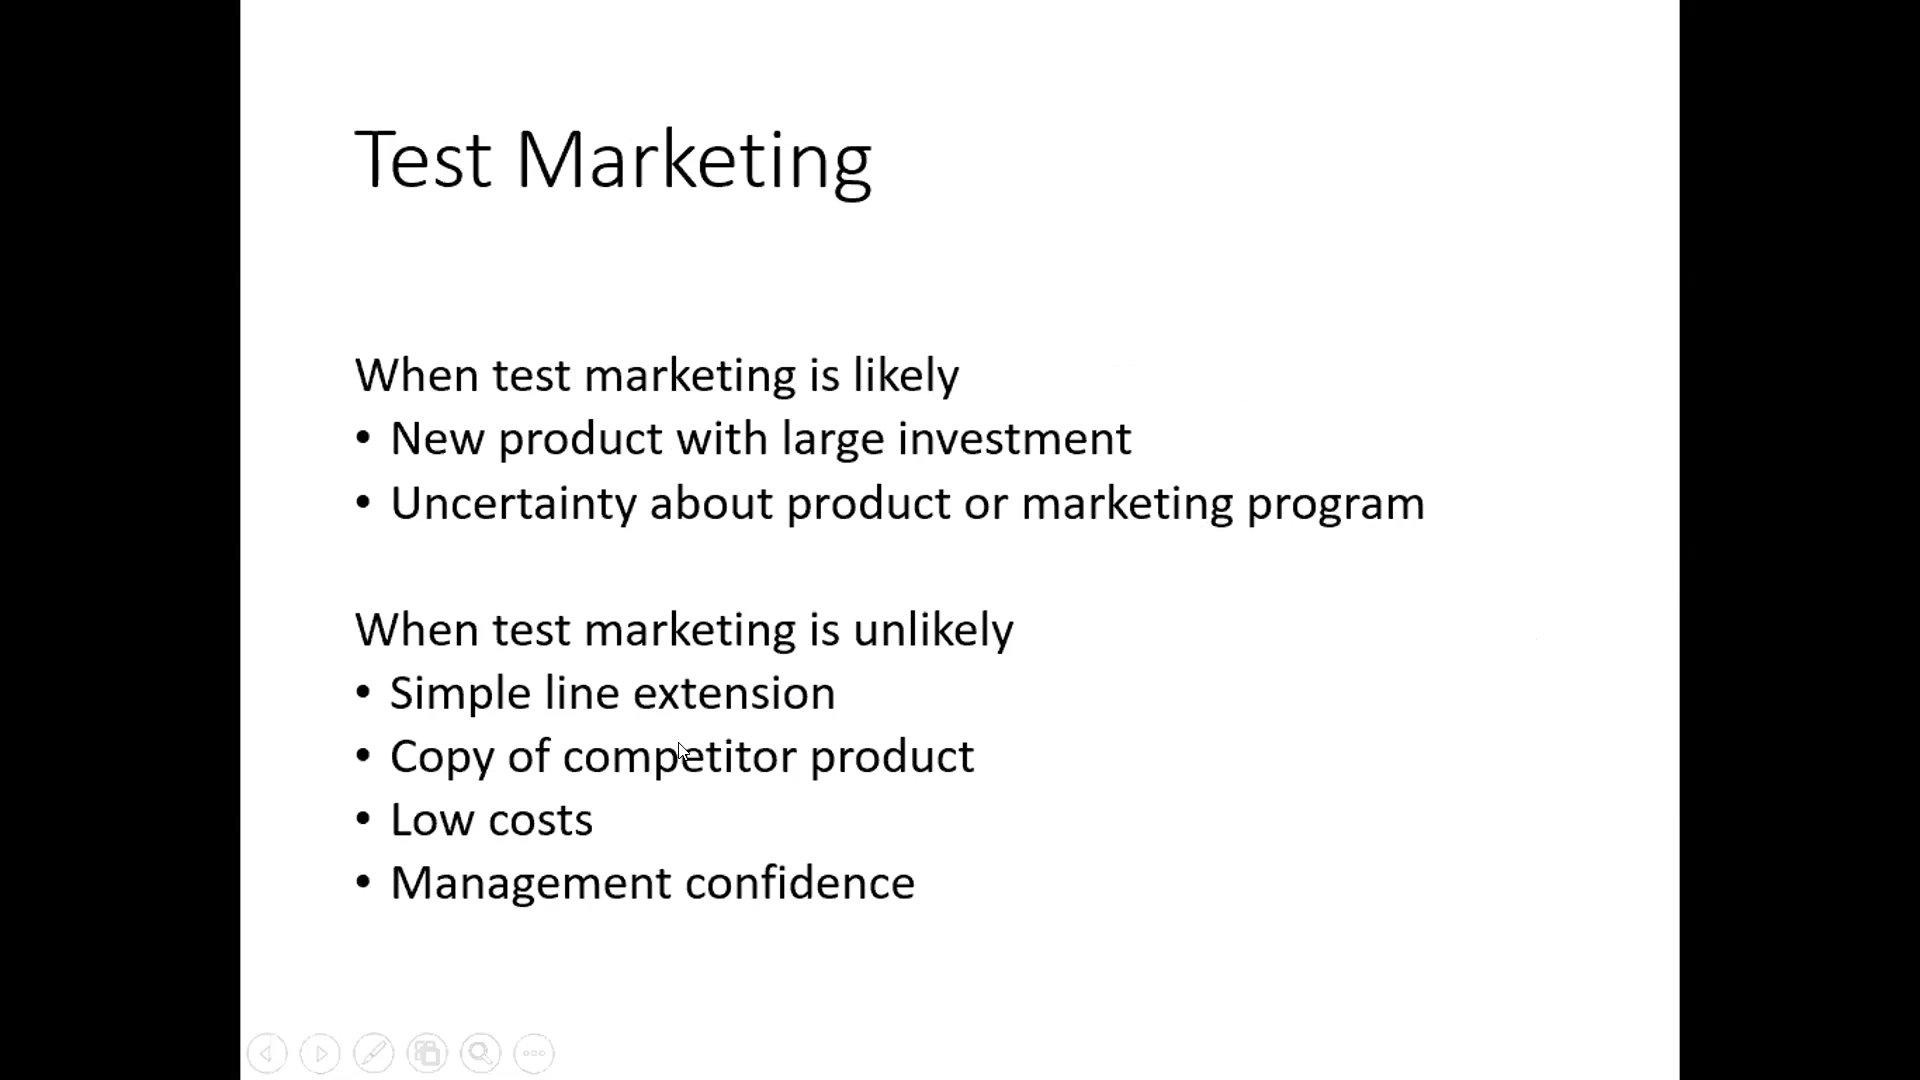 Test Marketing
When test marketing is likely
• New product with large investment
• Uncertainty about product or marketing program
When test marketing is unlikely
• Simple line extension
• Copy of competitor product
• Low costs
• Management confidence